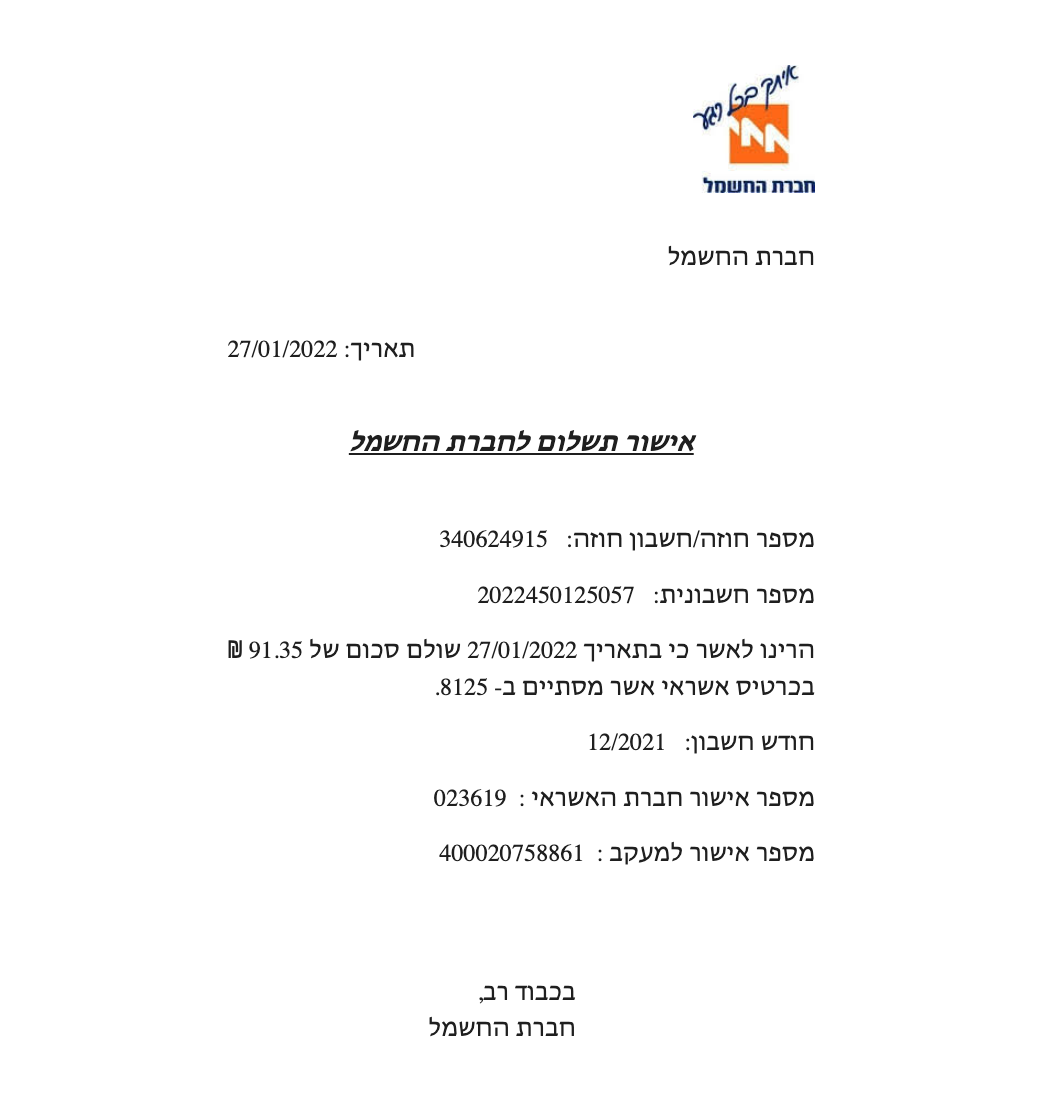 איתך בכל רגע
חברת החשמל
חברת החשמל
תאריך: 27/01/2022
אישור תשלום לחברת החשמל
מספר חוזה/חשבון חוזה: 340624915
מספר חשבונית: 2022450125057
הרינו לאשר כי בתאריך 27/01/2022 שולם סכום של 91.35 ₪
בכרטיס אשראי אשר מסתיים ב- 8125.
חודש חשבון: 12/2021
מספר אישור חברת האשראי : 023619
מספר אישור למעקב : 400020758861
בכבוד רב,
חברת החשמל